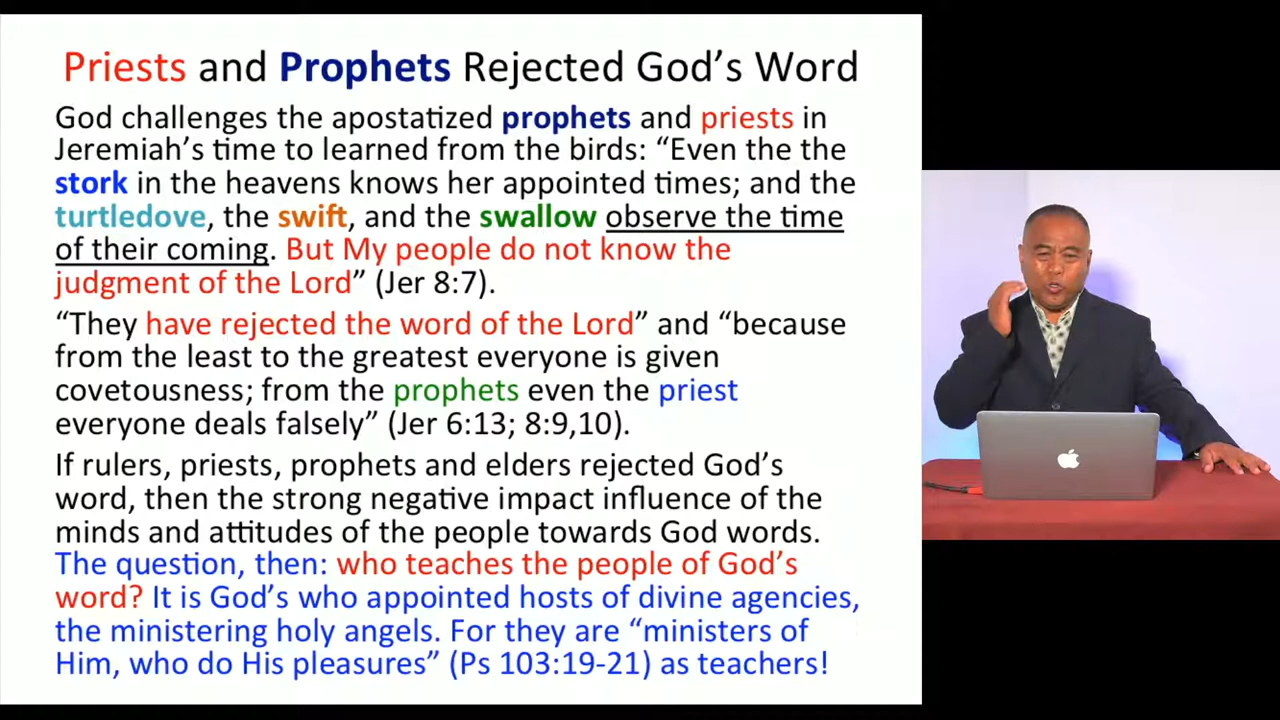 Priests and Prophets Rejected God's Word
God challenges the apostatized prophets and priests in
Jeremiah's time to learned from the birds: “Even the the
stork in the heavens knows her appointed times; and the
turtledove, the swift, and the swallow observe the time
of their coming. But My people do not know the
judgment of the Lord” (Jer 8:7).
“They have rejected the word of the Lord” and “because
from the least to the greatest everyone is given
covetousness; from the prophets even the priest
everyone deals falsely” (Jer 6:13; 8:9,10).
If rulers, priests, prophets and elders rejected God's
word, then the strong negative impact influence of the
minds and attitudes of the people towards God words.
The question, then: who teaches the people of God's
word? It is God's who appointed hosts of divine agencies,
the ministering holy angels. For they are “ministers of
Him, who do His pleasures” (Ps 103:19-21) as teachers!